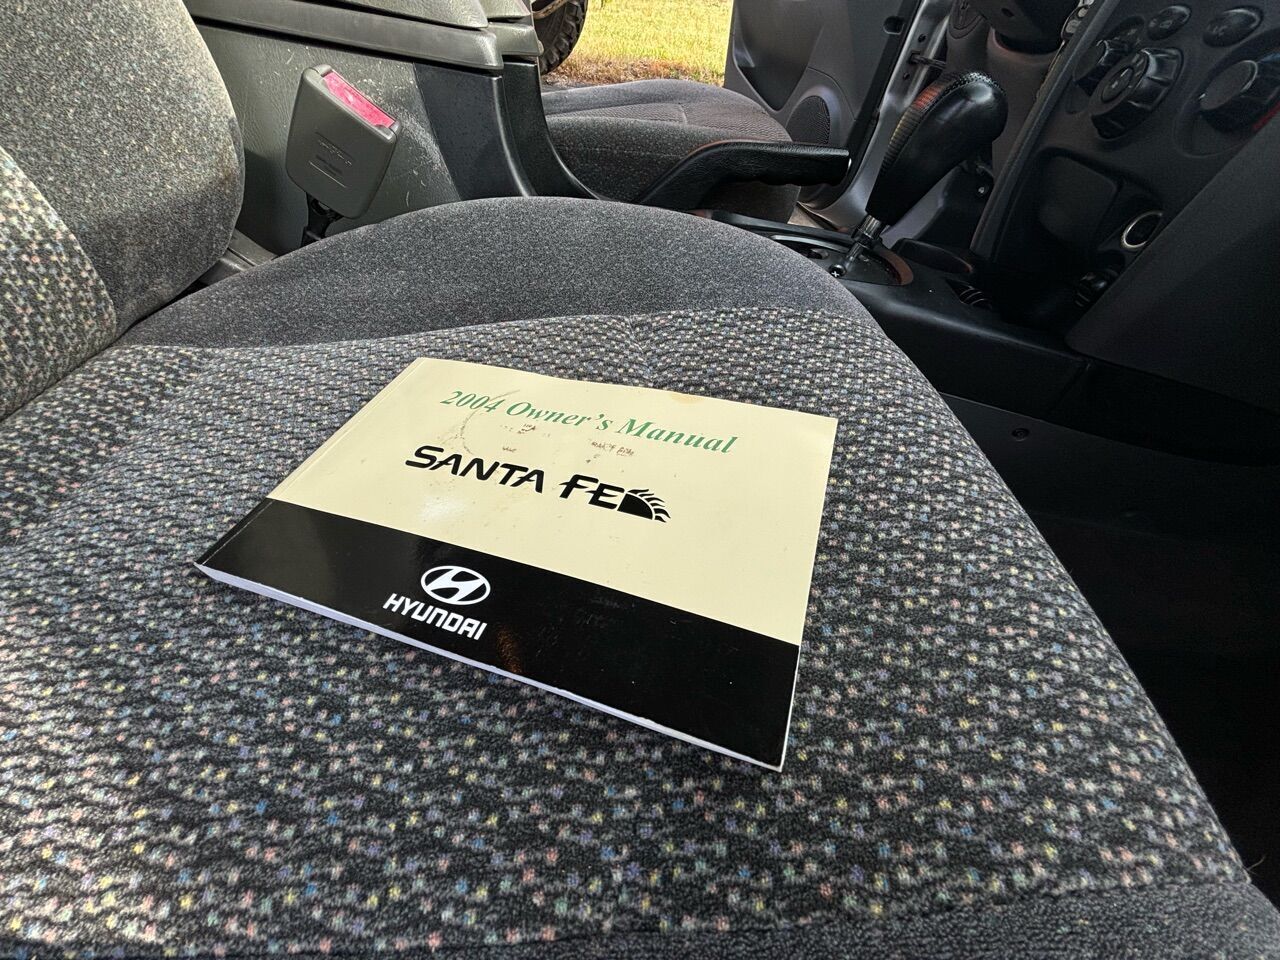 2004 Owner's Manual
SANTA FE
HYUNDAI